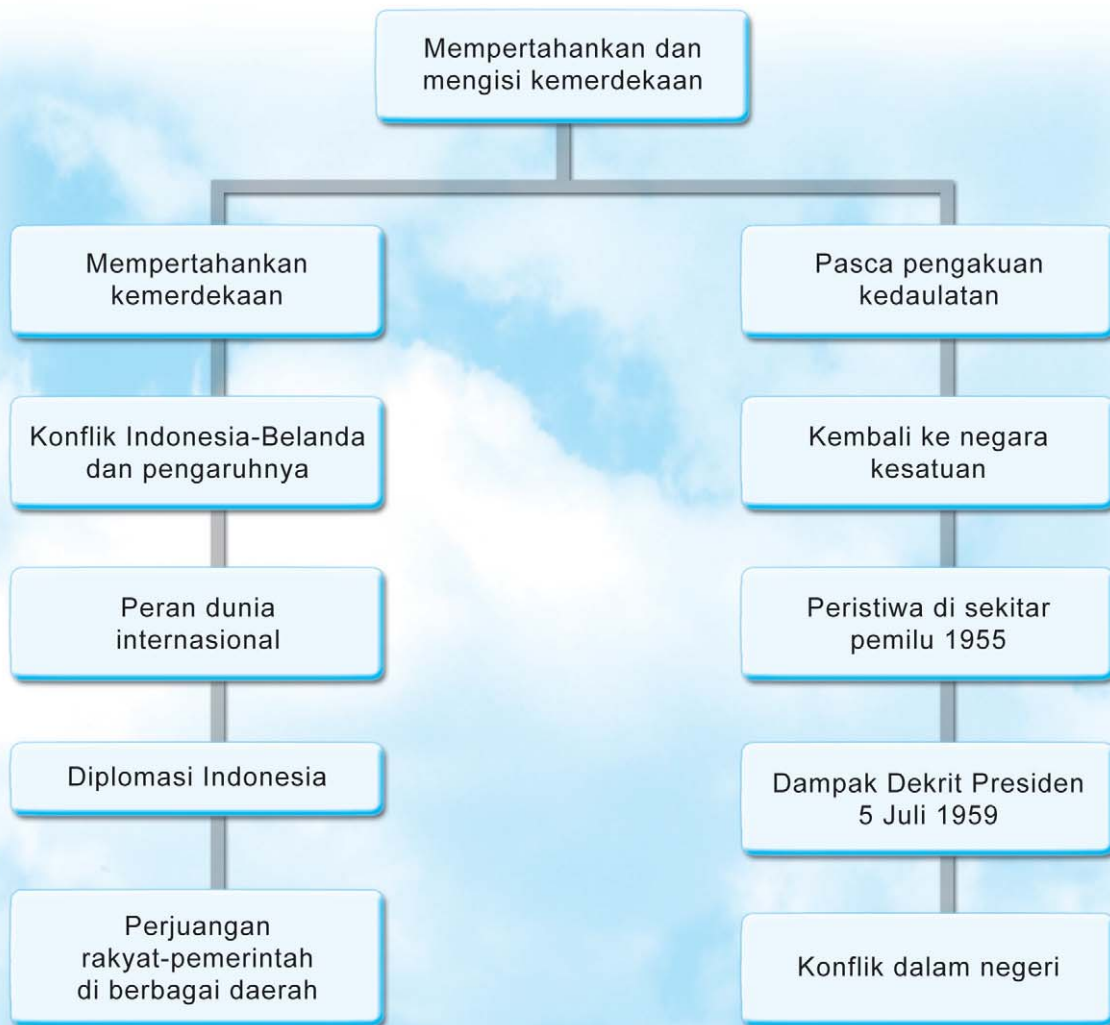 Mempertahankan dan
mengisi kemerdekaan
Mempertahankan
kemerdekaan
Konflik Indonesia-Belanda
dan pengaruhnya
Peran dunia
internasional
Diplomasi Indonesia
Perjuangan
rakyat-pemerintah
di berbagai daerah
Pasca pengakuan
kedaulatan
Kembali ke negara
kesatuan
Peristiwa di sekitar
pemilu 1955
Dampak Dekrit Presiden
5 Juli 1959
Konflik dalam negeri